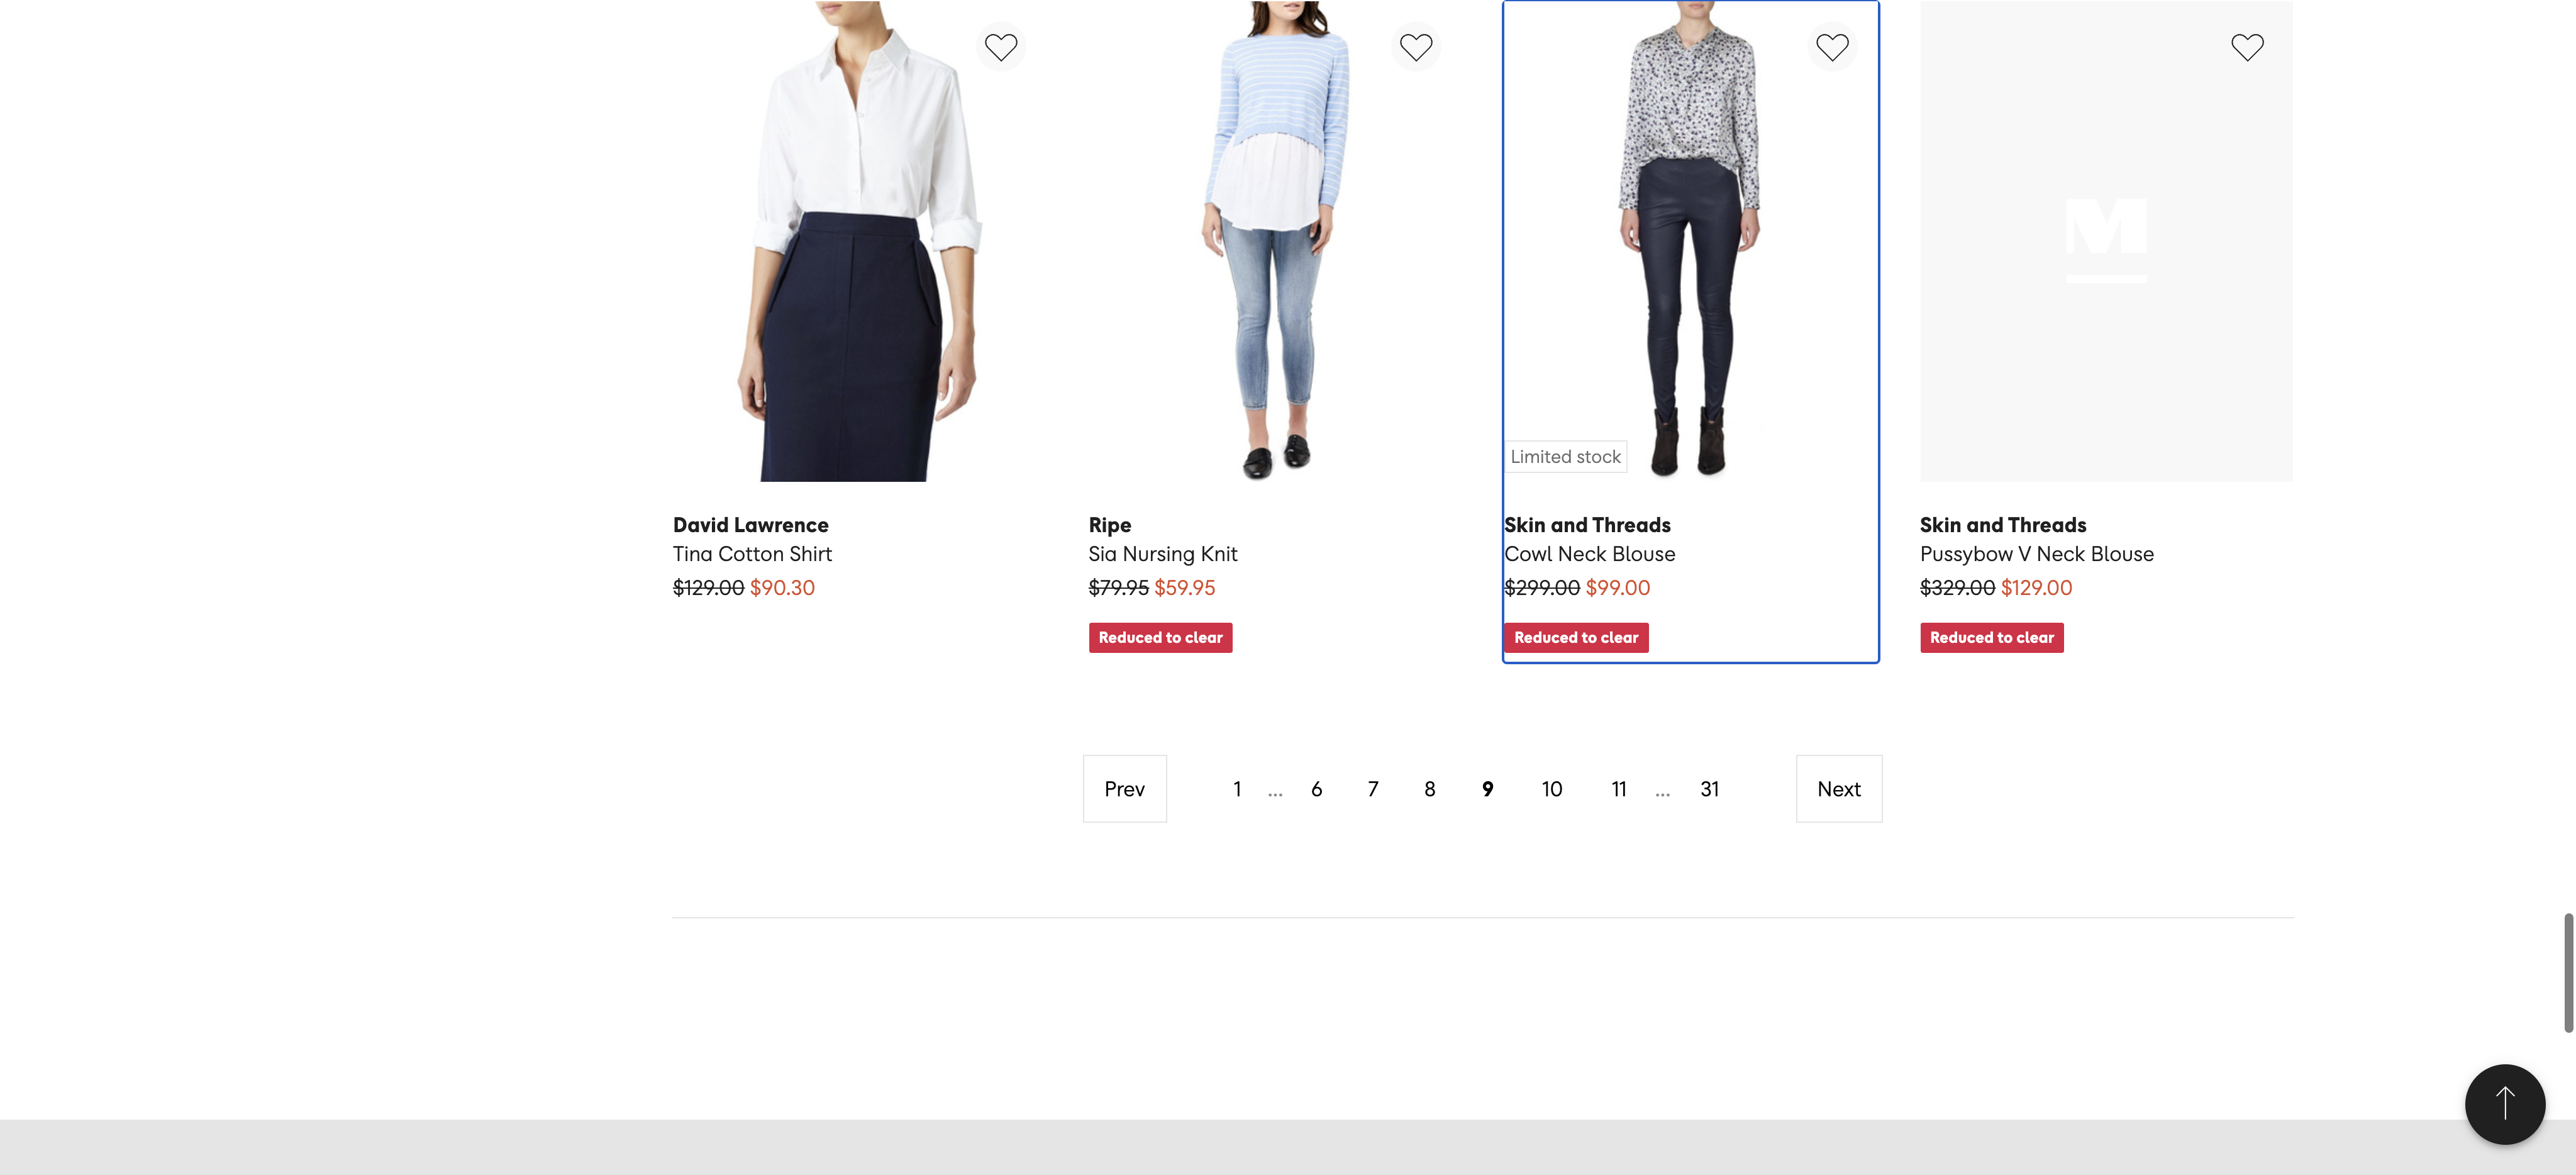 Limited stock
M
David Lawrence
Tina Cotton Shirt
$129.00 $90.30
Ripe
Sia Nursing Knit
$79.95 $59.95
Reduced to clear
Skin and Threads
Cowl Neck Blouse
$299.00 $99.00
Reduced to clear
Skin and Threads
Pussybow V Neck Blouse
$329.00 $129.00
Reduced to clear
Prev 1 ... 6 7 8 9 10 11 ... 31 Next